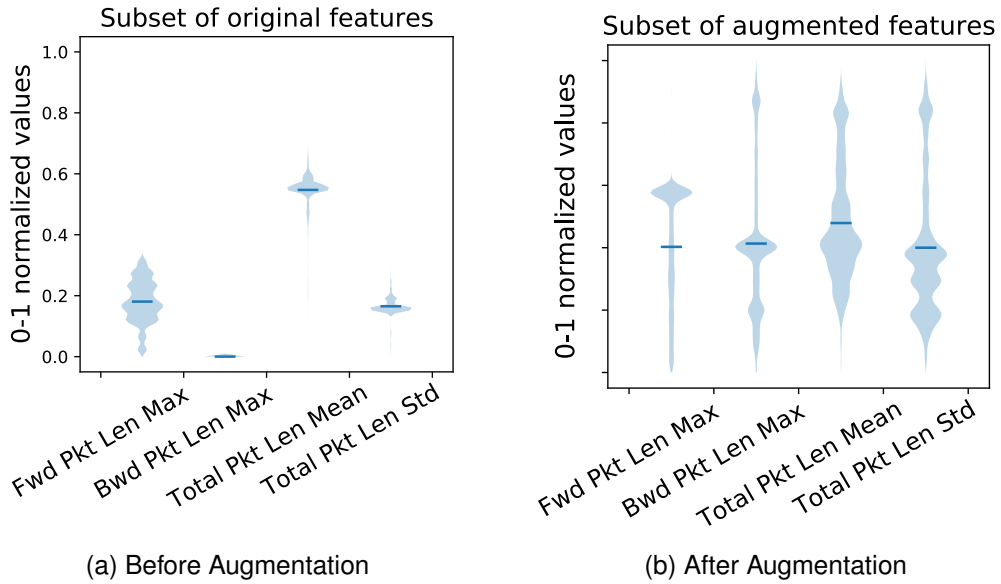 Subset of original features
0-1 normalized values
1.0
0.8
0.6
0.4
0.2
0.0
Fwd Pkt Len Max
Bwd Pkt Len Max
Total Pkt Len Mean
Total Pkt Len Std
(a) Before Augmentation
Subset of augmented features
0-1 normalized values
Fwd Pkt Len Max
Bwd Pkt Len Max
Total Pkt Len Mean
Total Pkt Len Std
(b) After Augmentation